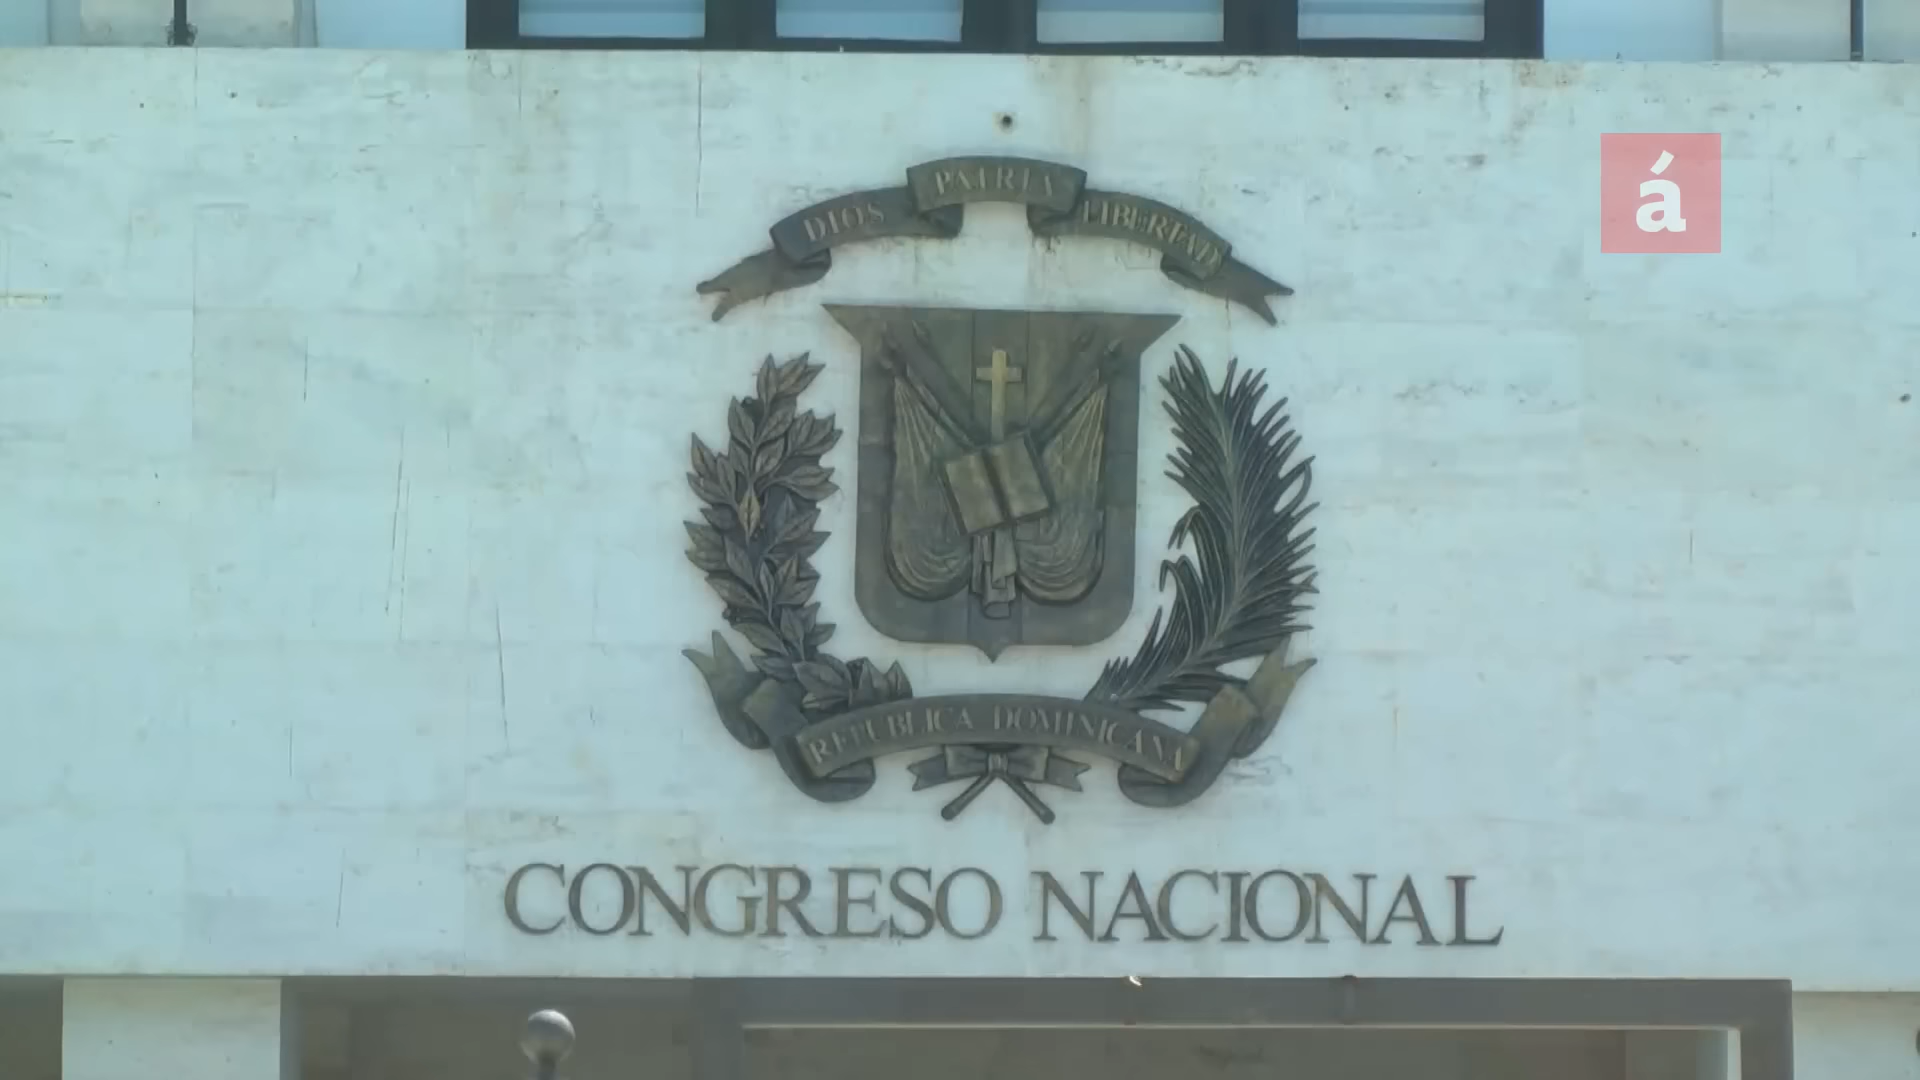 DIOS PATRIA LIBERTAD
á
REPUBLICA DOMINICANA
CONGRESO NACIONAL